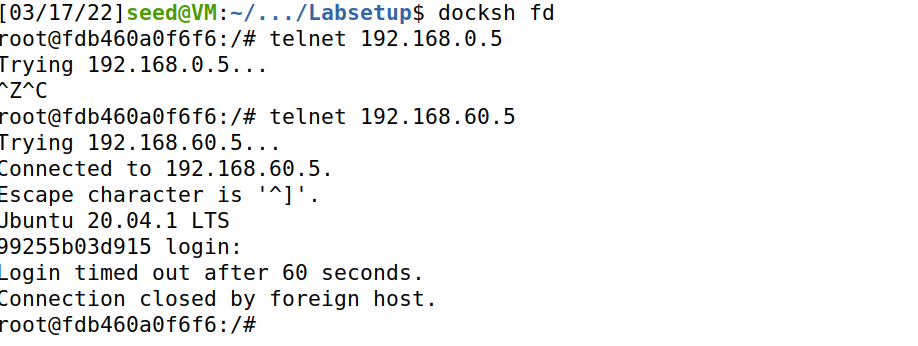 [03/17/22]seed@VM:~/.../Labsetup$ docksh fd
root@fdb460a0f6f6:/# telnet 192.168.0.5
Trying 192.168.0.5...
^Z^C
root@fdb460a0f6f6:/# telnet 192.168.60.5
Trying 192.168.60.5...
Connected to 192.168.60.5.
Escape character is '^]'.
Ubuntu 20.04.1 LTS
99255b03d915 login:
Login timed out after 60 seconds.
Connection closed by foreign host.
root@fdb460a0f6f6:/#